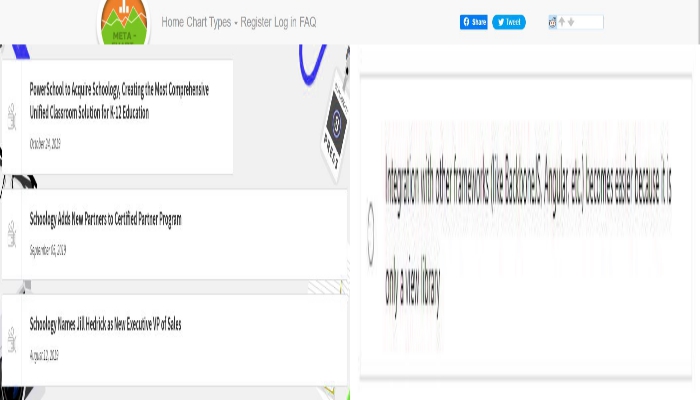 META -
Home Chart Types Register Log in FAQ
Share
Tweet
PowerSchool to Acquire Schoology, Creating the Most Comprehensive
Unified Classroom Solution for K-12 Education
October 24, 2019
PRESS
Schoology Adds New Partners to Certified Partner Program
September 05, 2019
Schoology Names Jill Hedrick as New Executive VP of Sales
August 12, 2019
Integration with other frameworks (like BackboneJS, Angular, etc.) becomes easier because it is
only a view library